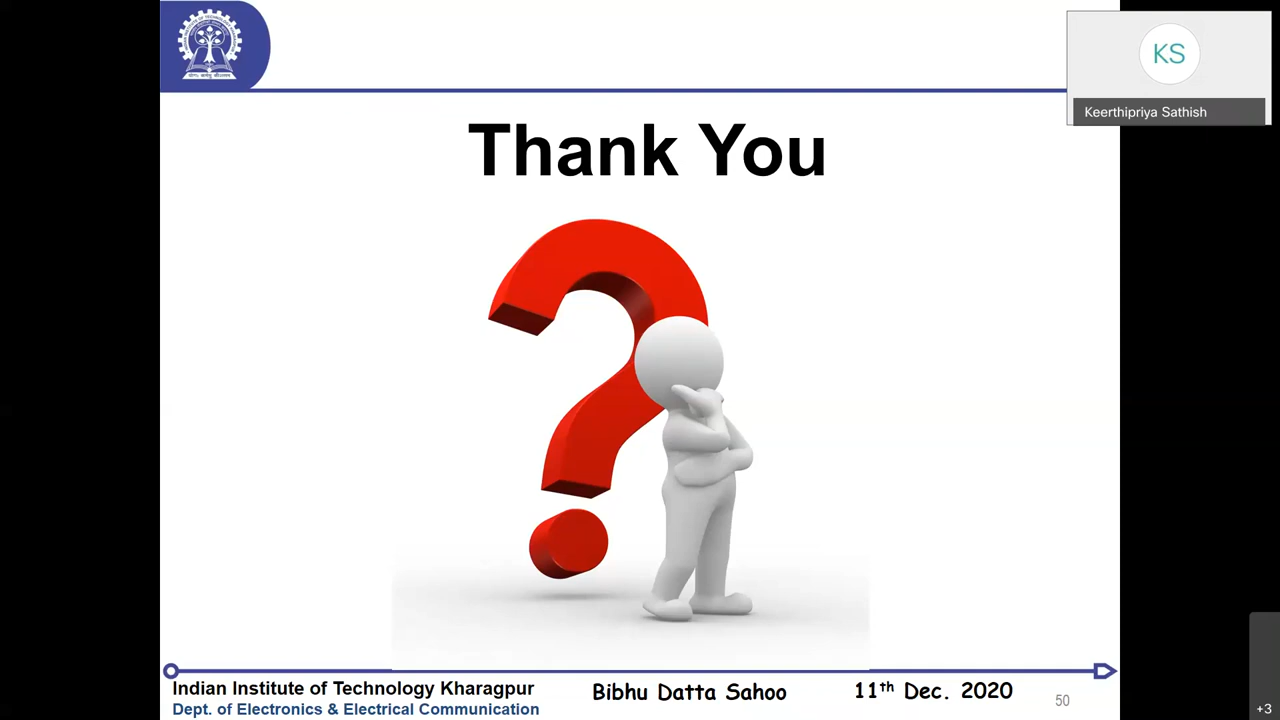 KS
Keerthipriya Sathish
Thank You
Indian Institute of Technology Kharagpur
Dept. of Electronics & Electrical Communication
Bibhu Datta Sahoo
11th Dec. 2020
50
+3